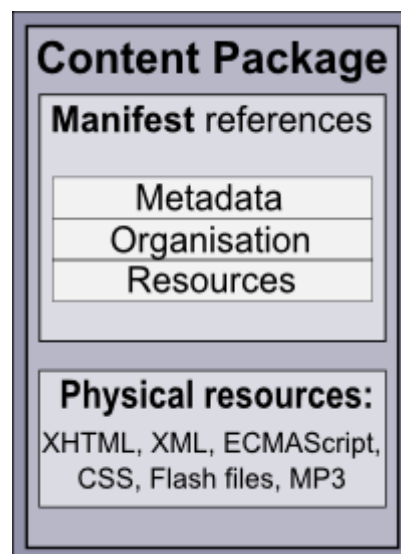 Content Package
Manifest references
Metadata
Organisation
Resources
Physical resources:
XHTML, XML, ECMAScript,
CSS, Flash files, MP3